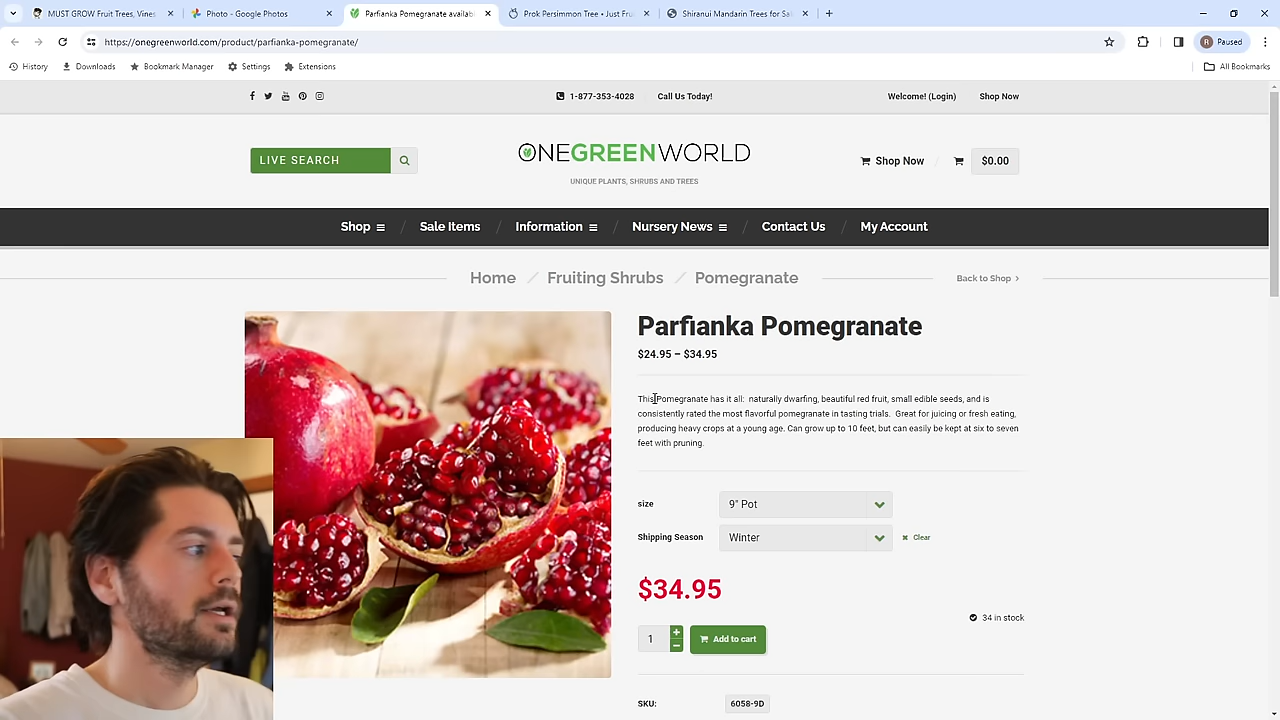 MUST GROW Fruit Trees, Vines
Photo - Google Photos
Parfianka Pomegranate availab
Prok Persimmon Tree • Just Fru
Shiranui Mandarin Trees for Sa
https://onegreenworld.com/product/parfianka-pomegranate/
R Paused
History
Downloads
Bookmark Manager
Settings
Extensions
All Bookmarks
1-877-353-4028
Call Us Today!
Welcome! (Login)
Shop Now
LIVE SEARCH
ONEGREENWORLD
UNIQUE PLANTS, SHRUBS AND TREES
Shop Now
$0.00
Shop
Sale Items
Information
Nursery News
Contact Us
My Account
Home / Fruiting Shrubs / Pomegranate
Back to Shop
Parfianka Pomegranate
$24.95 – $34.95
This Pomegranate has it all: naturally dwarfing, beautiful red fruit, small edible seeds, and is
consistently rated the most flavorful pomegranate in tasting trials. Great for juicing or fresh eating,
producing heavy crops at a young age. Can grow up to 10 feet, but can easily be kept at six to seven
feet with pruning.
size
9" Pot
Shipping Season
Winter
Clear
$34.95
34 in stock
1
Add to cart
SKU:
6058-9D